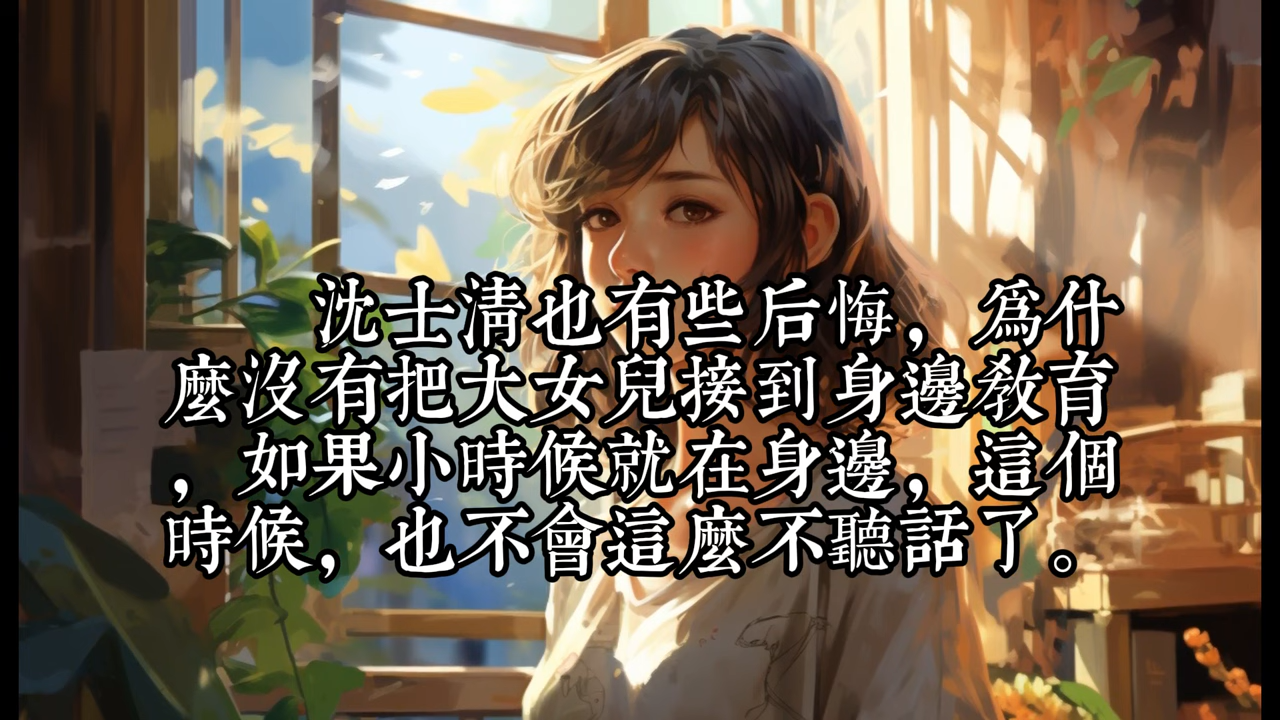 沈士清也有些后悔，爲什
麼沒有把大女兒接到身邊教育
，如果小時候就在身邊，這個
時候，也不會這麼不聽話了。